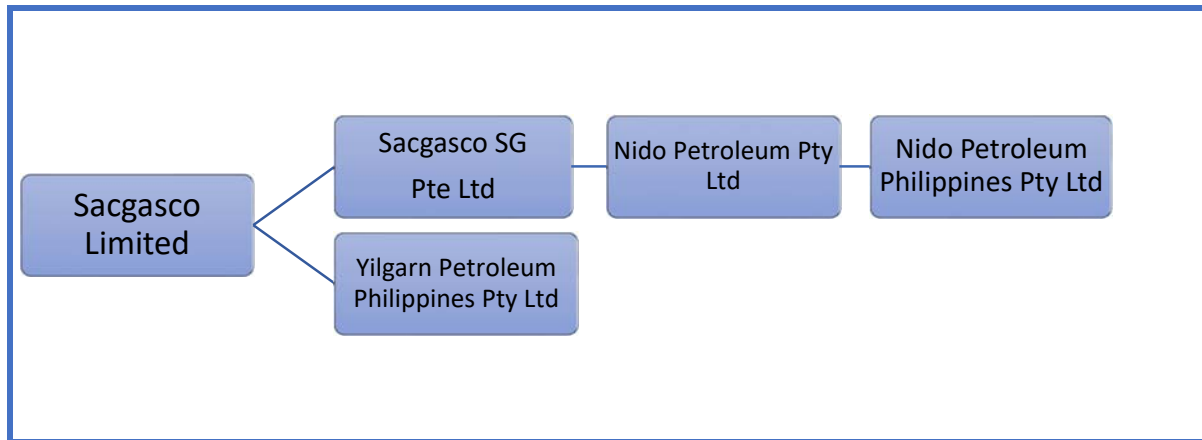 Sacgasco
Limited
Sacgasco SG
Pte Ltd
Nido Petroleum Pty
Ltd
Nido Petroleum
Philippines Pty Ltd
Yilgarn Petroleum
Philippines Pty Ltd